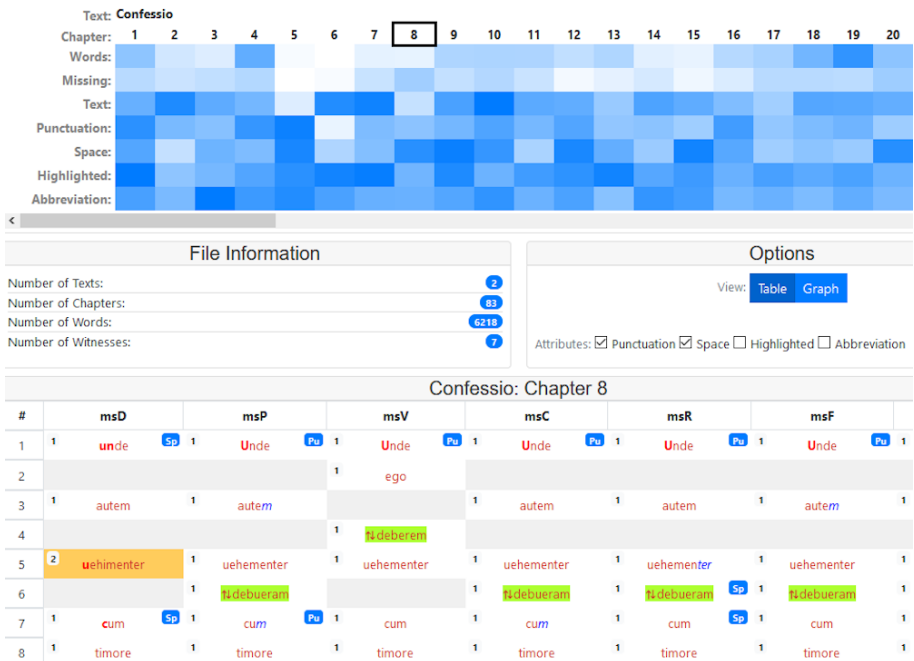 Text: Confessio
Chapter: 1 2 3 4 5 6 7 8 9 10 11 12 13 14 15 16 17 18 19 20
Words:
Missing:
Text:
Punctuation:
Space:
Highlighted:
Abbreviation:
<
File Information
Number of Texts: 2
Number of Chapters: 83
Number of Words: 6218
Number of Witnesses: 7
Options
View: Table Graph
Attributes: Punctuation Space Highlighted Abbreviation
Confessio: Chapter 8
# msD msP msV msC msR msF
1 1 unde Sp 1 Unde Pu 1 Unde Pu 1 Unde Pu 1 Unde Pu 1 Unde Pu 1
2 1 ego
3 1 autem 1 autem 1 autem 1 autem 1 autem 1
4 1 ⇅deberem
5 2 uehimenter 1 uehementer 1 uehementer 1 uehementer 1 uehementer 1 uehementer 1
6 1 ⇅debueram 1 ⇅debueram 1 ⇅debueram Sp 1 ⇅debueram 1
7 1 cum Sp 1 cum Pu 1 cum 1 cum 1 cum Sp 1 cum 1
8 1 timore 1 timore 1 timore 1 timore 1 timore 1 timore 1